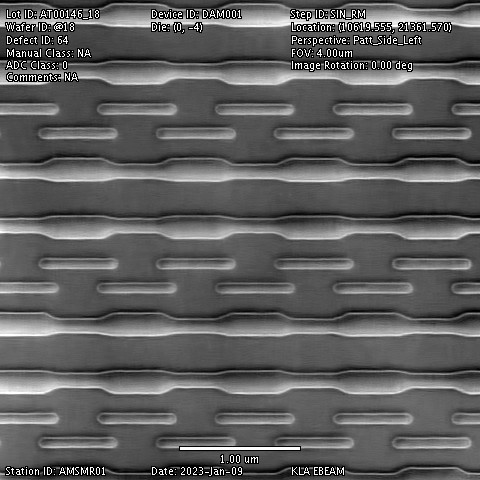 Lot ID: AT00146_18
Device ID: DAM001
Step ID: SIN_RM
Wafer ID: @18
Die: (0, -4)
Location: (10619.555, 21361.570)
Defect ID: 64
Perspective: Patt_Side_Left
Manual Class: NA
FOV: 4.00um
ADC Class: 0
Image Rotation: 0.00 deg
Comments: NA
1.00 um
Station ID: AMSMR01
Date: 2023-Jan-09
KLA EBEAM